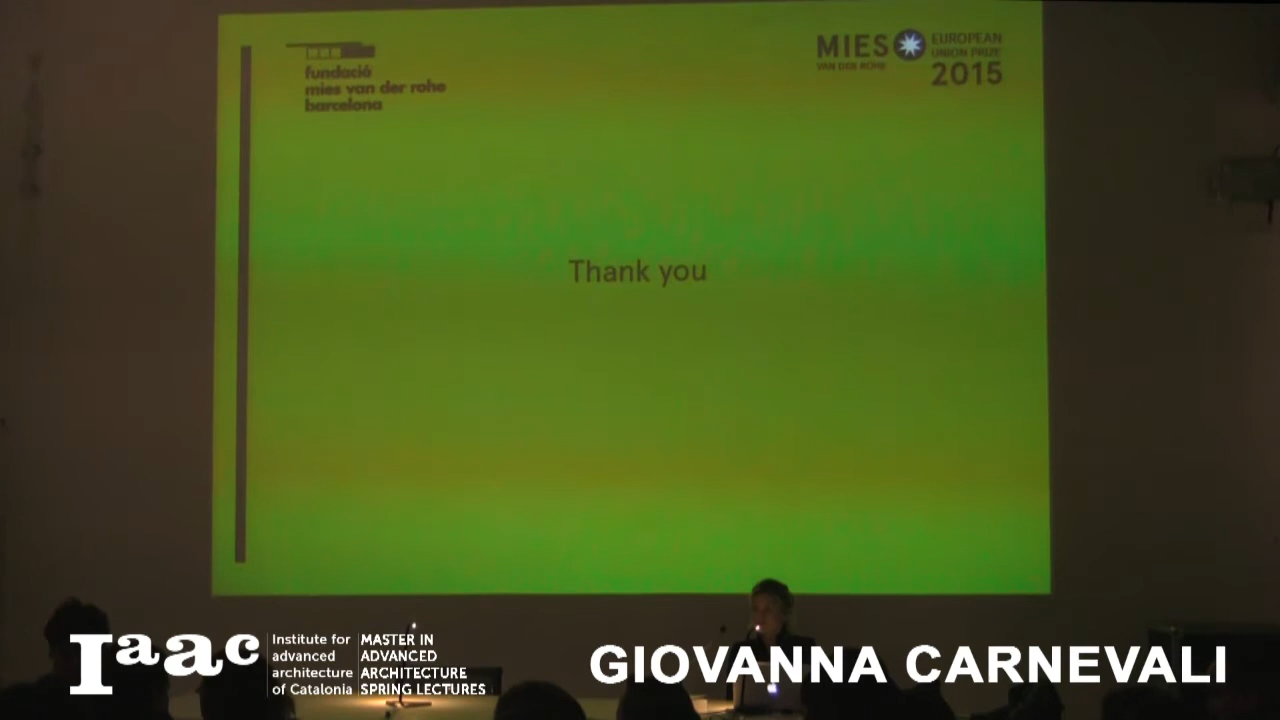 fundació
mies van der rohe
barcelona
MIES
VAN DER ROHE
EUROPEAN
UNION PRIZE
2015
Thank you
Iaac
Institute for
advanced
architecture
of Catalonia
MASTER IN
ADVANCED
ARCHITECTURE
SPRING LECTURES
GIOVANNA CARNEVALI